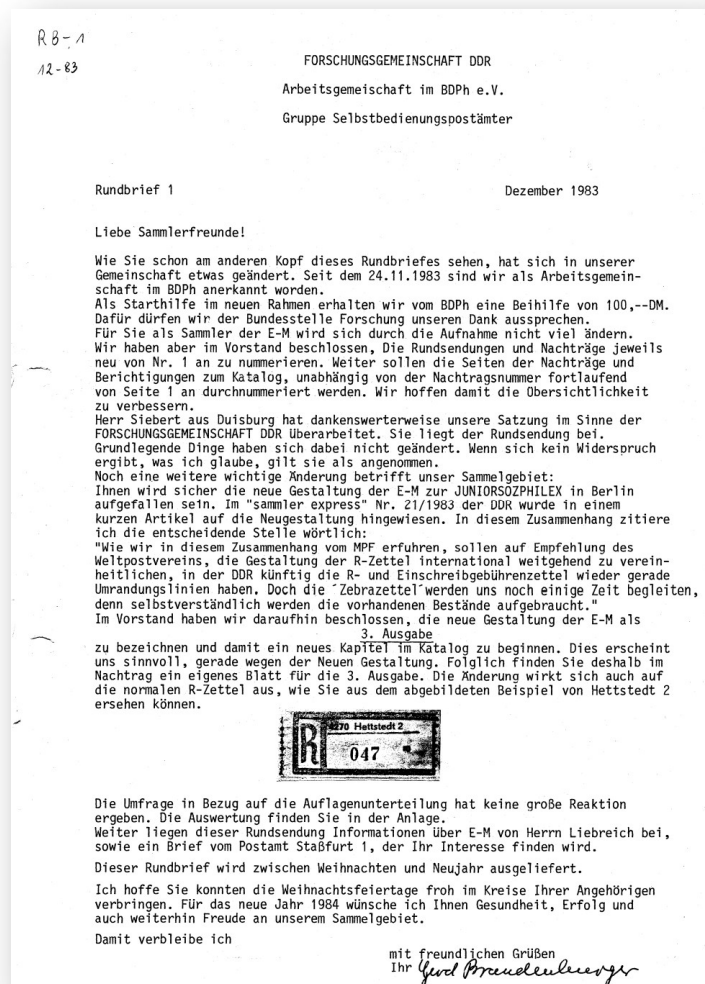 RB-1
12-83
FORSCHUNGSGEMEINSCHAFT DDR
Arbeitsgemeischaft im BDPh e.V.
Gruppe Selbstbedienungspostämter
Rundbrief 1 Dezember 1983
Liebe Sammlerfreunde!
Wie Sie schon am anderen Kopf dieses Rundbriefes sehen, hat sich in unserer
Gemeinschaft etwas geändert. Seit dem 24.11.1983 sind wir als Arbeitsgemein-
schaft im BDPh anerkannt worden.
Als Starthilfe im neuen Rahmen erhalten wir vom BDPh eine Beihilfe von 100,--DM.
Dafür dürfen wir der Bundesstelle Forschung unseren Dank aussprechen.
Für Sie als Sammler der E-M wird sich durch die Aufnahme nicht viel ändern.
Wir haben aber im Vorstand beschlossen, Die Rundsendungen und Nachträge jeweils
neu von Nr. 1 an zu nummerieren. Weiter sollen die Seiten der Nachträge und
Berichtigungen zum Katalog, unabhängig von der Nachtragsnummer fortlaufend
von Seite 1 an durchnummeriert werden. Wir hoffen damit die Obersichtlichkeit
zu verbessern.
Herr Siebert aus Duisburg hat dankenswerterweise unsere Satzung im Sinne der
FORSCHUNGSGEMEINSCHAFT DDR überarbeitet. Sie liegt der Rundsendung bei.
Grundlegende Dinge haben sich dabei nicht geändert. Wenn sich kein Widerspruch
ergibt, was ich glaube, gilt sie als angenommen.
Noch eine weitere wichtige Änderung betrifft unser Sammelgebiet:
Ihnen wird sicher die neue Gestaltung der E-M zur JUNIORSOZPHILEX in Berlin
aufgefallen sein. Im "sammler express" Nr. 21/1983 der DDR wurde in einem
kurzen Artikel auf die Neugestaltung hingewiesen. In diesem Zusammenhang zitiere
ich die entscheidende Stelle wörtlich:
"Wie wir in diesem Zusammenhang vom MPF erfuhren, sollen auf Empfehlung des
Weltpostvereins, die Gestaltung der R-Zettel international weitgehend zu verein-
heitlichen, in der DDR künftig die R- und Einschreibgebührenzettel wieder gerade
Umrandungslinien haben. Doch die ´Zebrazettel´werden uns noch einige Zeit begleiten,
denn selbstverständlich werden die vorhandenen Bestände aufgebraucht."
Im Vorstand haben wir daraufhin beschlossen, die neue Gestaltung der E-M als
3. Ausgabe
zu bezeichnen und damit ein neues Kapitel im Katalog zu beginnen. Dies erscheint
uns sinnvoll, gerade wegen der Neuen Gestaltung. Folglich finden Sie deshalb im
Nachtrag ein eigenes Blatt für die 3. Ausgabe. Die Änderung wirkt sich auch auf
die normalen R-Zettel aus, wie Sie aus dem abgebildeten Beispiel von Hettstedt 2
ersehen können.
R 4270 Hettstedt 2
047
Die Umfrage in Bezug auf die Auflagenunterteilung hat keine große Reaktion
ergeben. Die Auswertung finden Sie in der Anlage.
Weiter liegen dieser Rundsendung Informationen über E-M von Herrn Liebreich bei,
sowie ein Brief vom Postamt Staßfurt 1, der Ihr Interesse finden wird.
Dieser Rundbrief wird zwischen Weihnachten und Neujahr ausgeliefert.
Ich hoffe Sie konnten die Weihnachtsfeiertage froh im Kreise Ihrer Angehörigen
verbringen. Für das neue Jahr 1984 wünsche ich Ihnen Gesundheit, Erfolg und
auch weiterhin Freude an unserem Sammelgebiet.
Damit verbleibe ich
mit freundlichen Grüßen
Ihr Gerd Brandenburger